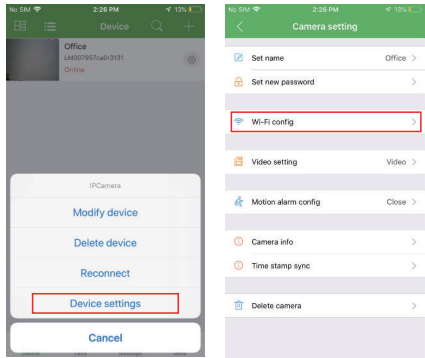 No SIM 2:26 PM 13%
Device
Office
LM007957ca6r3131
Online
IPCamera
Modify device
Delete device
Reconnect
Device settings
Cancel
No SIM 2:26 PM 13%
Camera setting
Set name Office
Set new password
Wi-Fi config
Video setting Video
Motion alarm config Close
Camera info
Time stamp sync
Delete camera